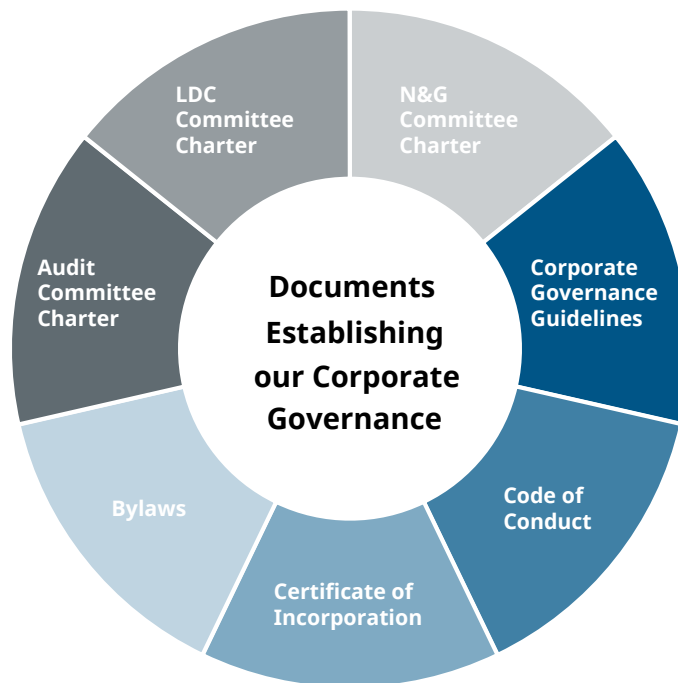 LDC
Committee
Charter
N&G
Committee
Charter
Audit
Committee
Charter
Documents
Establishing
our Corporate
Governance
Corporate
Governance
Guidelines
Bylaws
Code of
Conduct
Certificate of
Incorporation